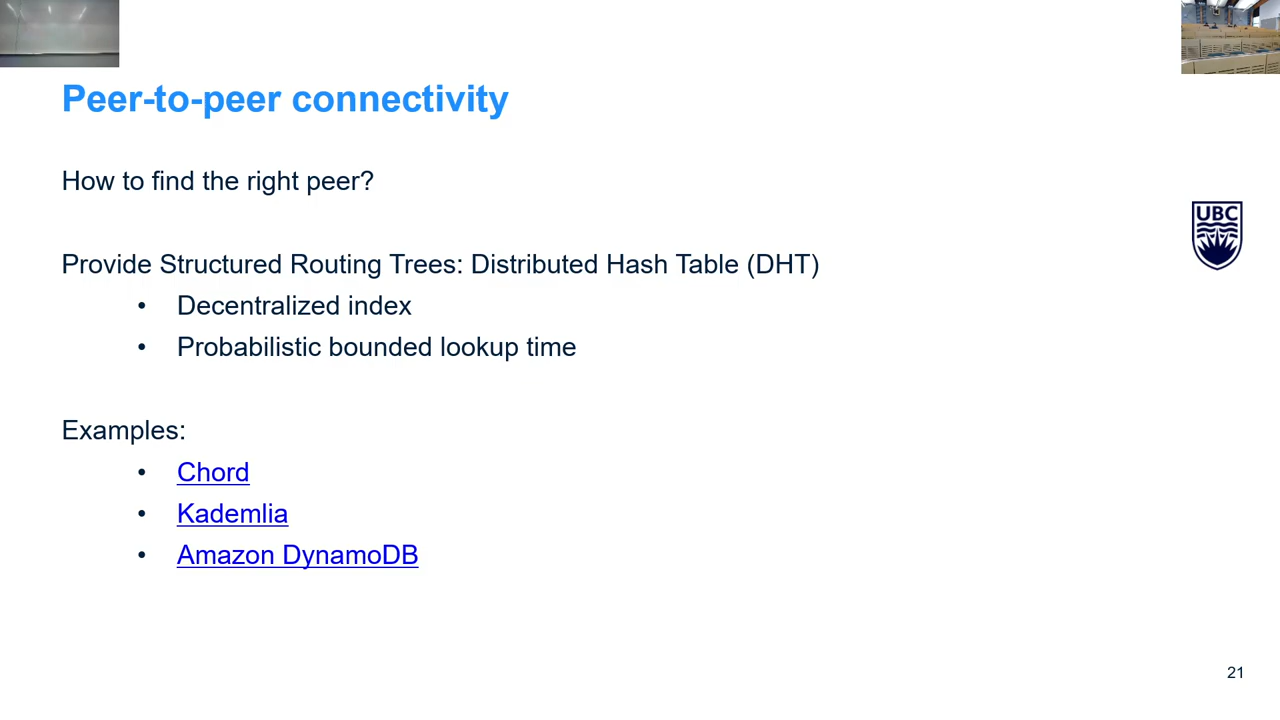 Peer-to-peer connectivity
How to find the right peer?
UBC
Provide Structured Routing Trees: Distributed Hash Table (DHT)
• Decentralized index
• Probabilistic bounded lookup time
Examples:
• Chord
• Kademlia
• Amazon DynamoDB
21